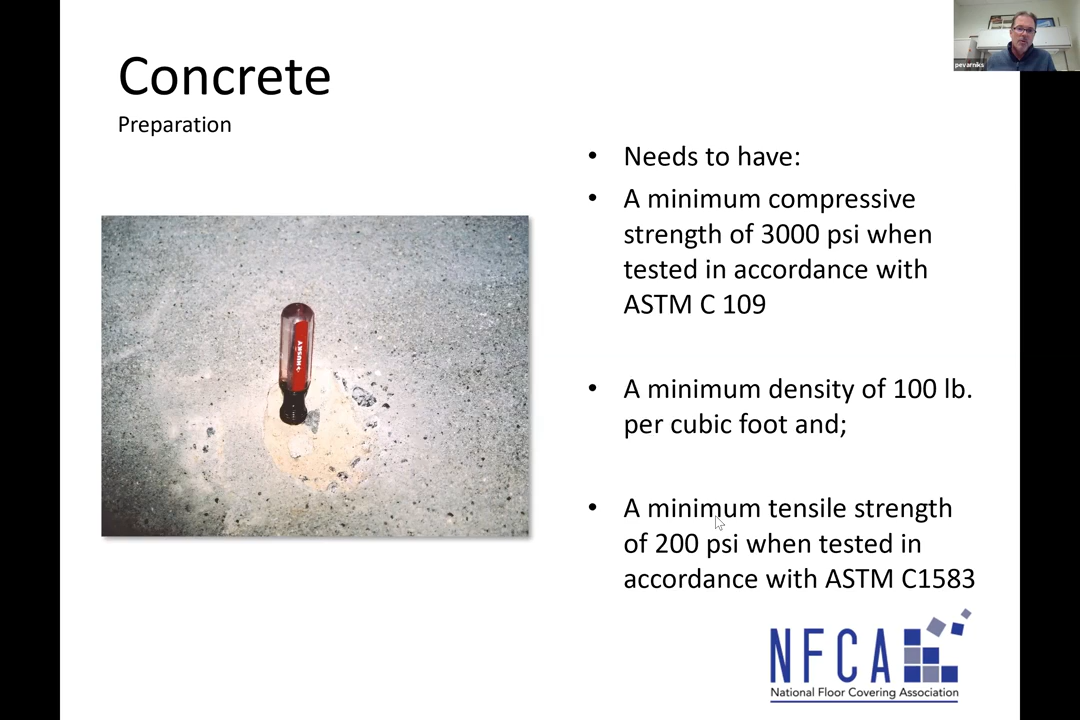 Concrete
Preparation
• Needs to have:
• A minimum compressive
strength of 3000 psi when
tested in accordance with
ASTM C 109
• A minimum density of 100 lb.
per cubic foot and;
• A minimum tensile strength
of 200 psi when tested in
accordance with ASTM C1583
HUSKY
pevarniks
NFCA
National Floor Covering Association